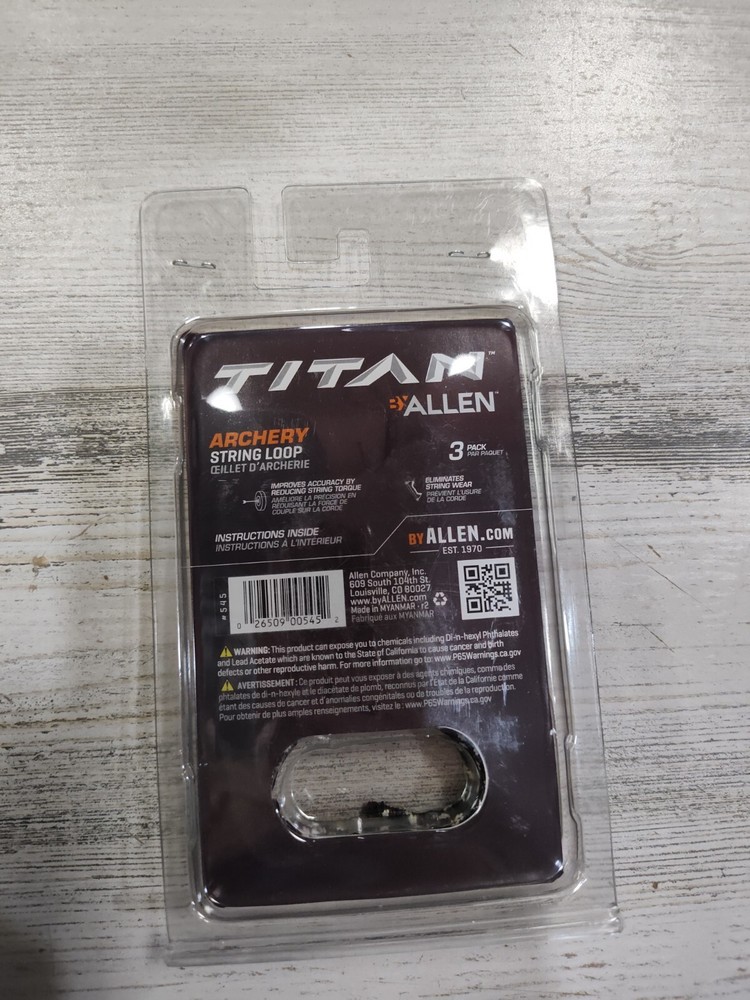 TITAN™
BYALLEN™
ARCHERY
STRING LOOP
ŒILLET D'ARCHERIE
3 PACK
PAR PAQUET
IMPROVES ACCURACY BY
REDUCING STRING TORQUE
AMÉLIORE LA PRÉCISION EN
RÉDUISANT LA FORCE DE
COUPLE SUR LA CORDE
ELIMINATES
STRING WEAR
PRÉVIENT L'USURE
DE LA CORDE
INSTRUCTIONS INSIDE
INSTRUCTIONS À L'INTÉRIEUR
BYALLEN.COM
EST. 1970
#545
0 26509 00545 2
Allen Company, Inc.
609 South 104th St.
Louisville, CO 80027
www.byALLEN.com
Made in MYANMAR - r2
Fabriqué aux MYANMAR
WARNING: This product can expose you to chemicals including Di-n-hexyl Phthalates
and Lead Acetate which are known to the State of California to cause cancer and birth
defects or other reproductive harm. For more information go to: www.P65Warnings.ca.gov
AVERTISSEMENT: Ce produit peut vous exposer à des agents chimiques, comme des
phtalates de di-n-hexyle et le diacétate de plomb, reconnus par l'État de la Californie comme
étant des causes de cancer et d'anomalies congénitales ou de troubles de la reproduction.
Pour obtenir de plus amples renseignements, visitez le : www.P65Warnings.ca.gov